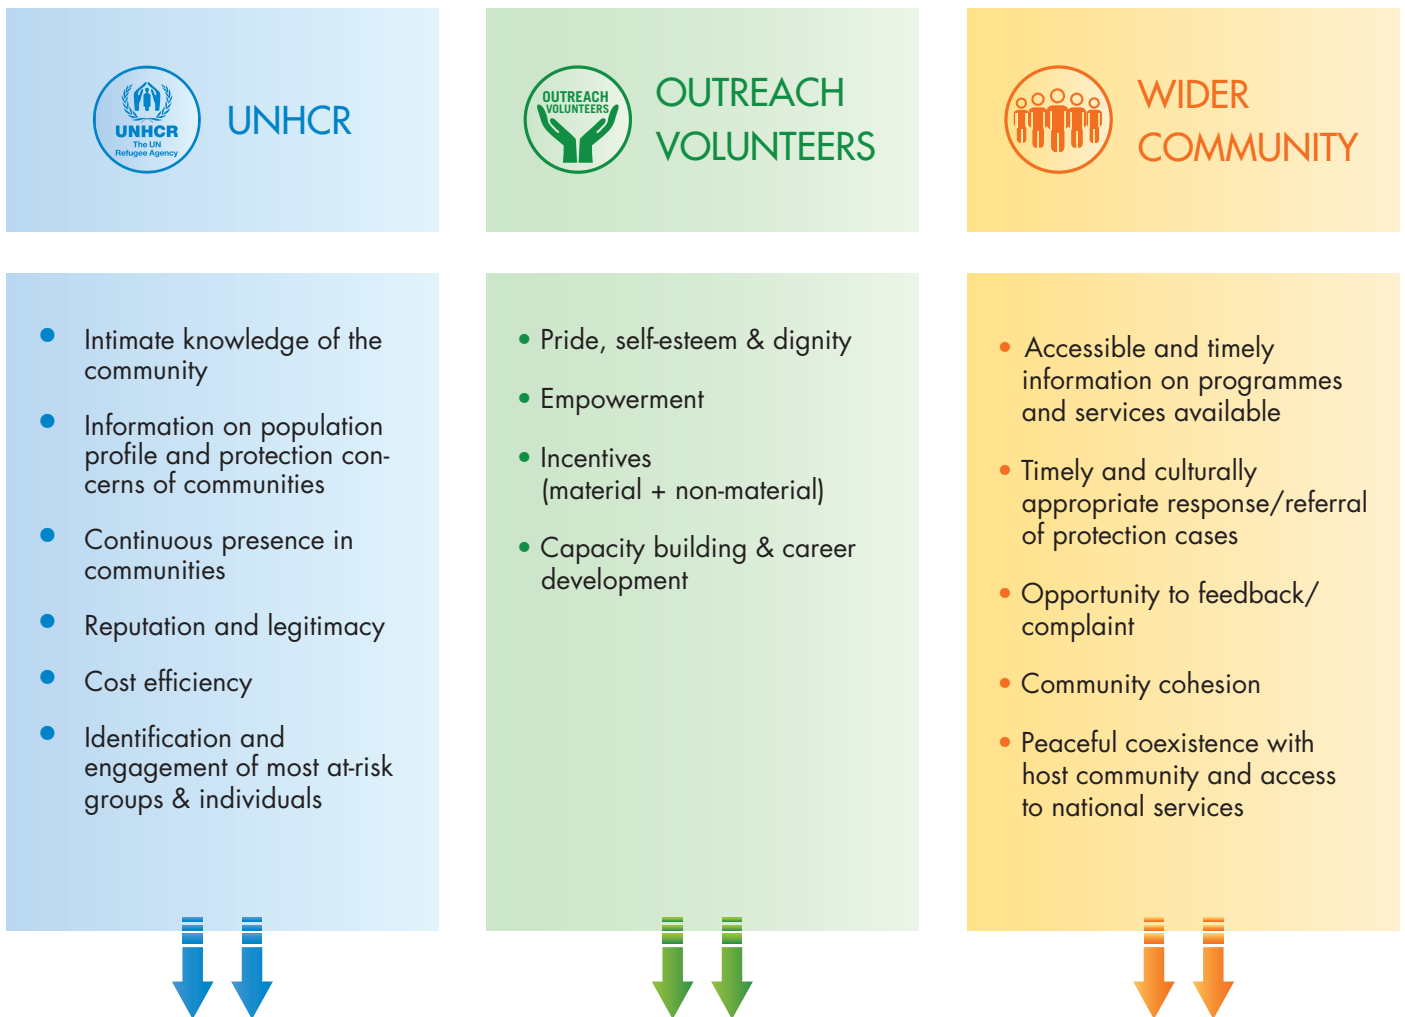 UNHCR
The UN
Refugee Agency
UNHCR
OUTREACH
VOLUNTEERS
OUTREACH
VOLUNTEERS
WIDER
COMMUNITY
• Intimate knowledge of the
community
• Information on population
profile and protection con-
cerns of communities
• Continuous presence in
communities
• Reputation and legitimacy
• Cost efficiency
• Identification and
engagement of most at-risk
groups & individuals
• Pride, self-esteem & dignity
• Empowerment
• Incentives
(material + non-material)
• Capacity building & career
development
• Accessible and timely
information on programmes
and services available
• Timely and culturally
appropriate response/referral
of protection cases
• Opportunity to feedback/
complaint
• Community cohesion
• Peaceful coexistence with
host community and access
to national services